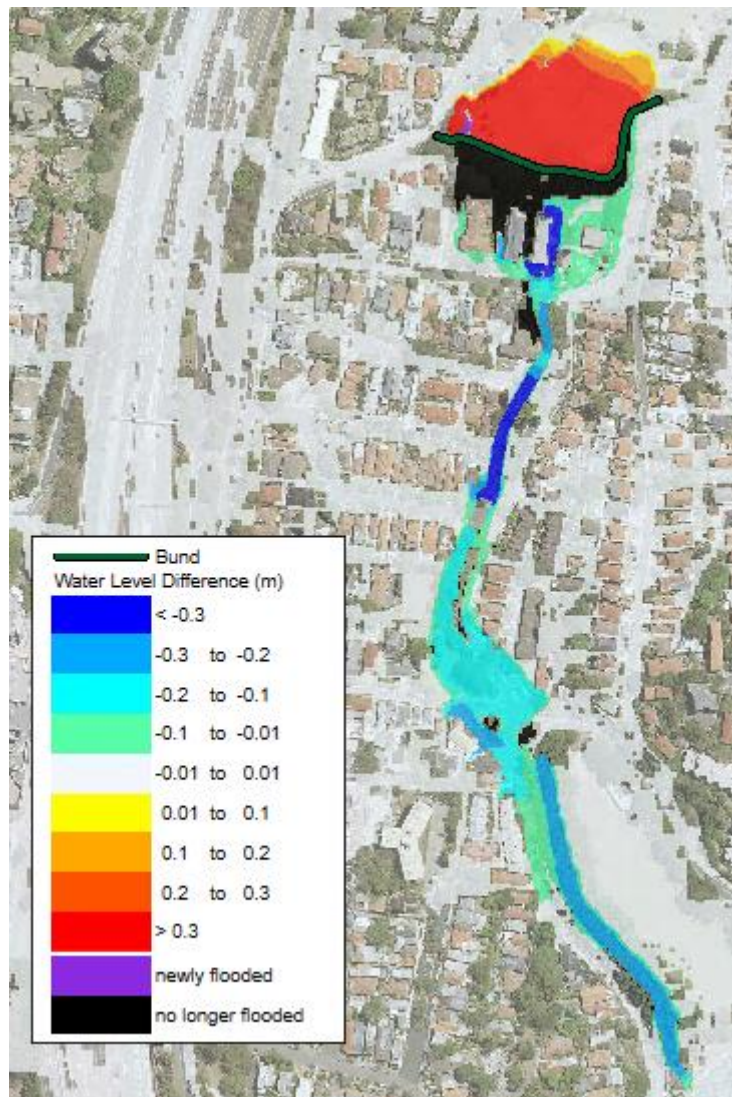 Bund
Water Level Difference (m)
< -0.3
-0.3 to -0.2
-0.2 to -0.1
-0.1 to -0.01
-0.01 to 0.01
0.01 to 0.1
0.1 to 0.2
0.2 to 0.3
> 0.3
newly flooded
no longer flooded